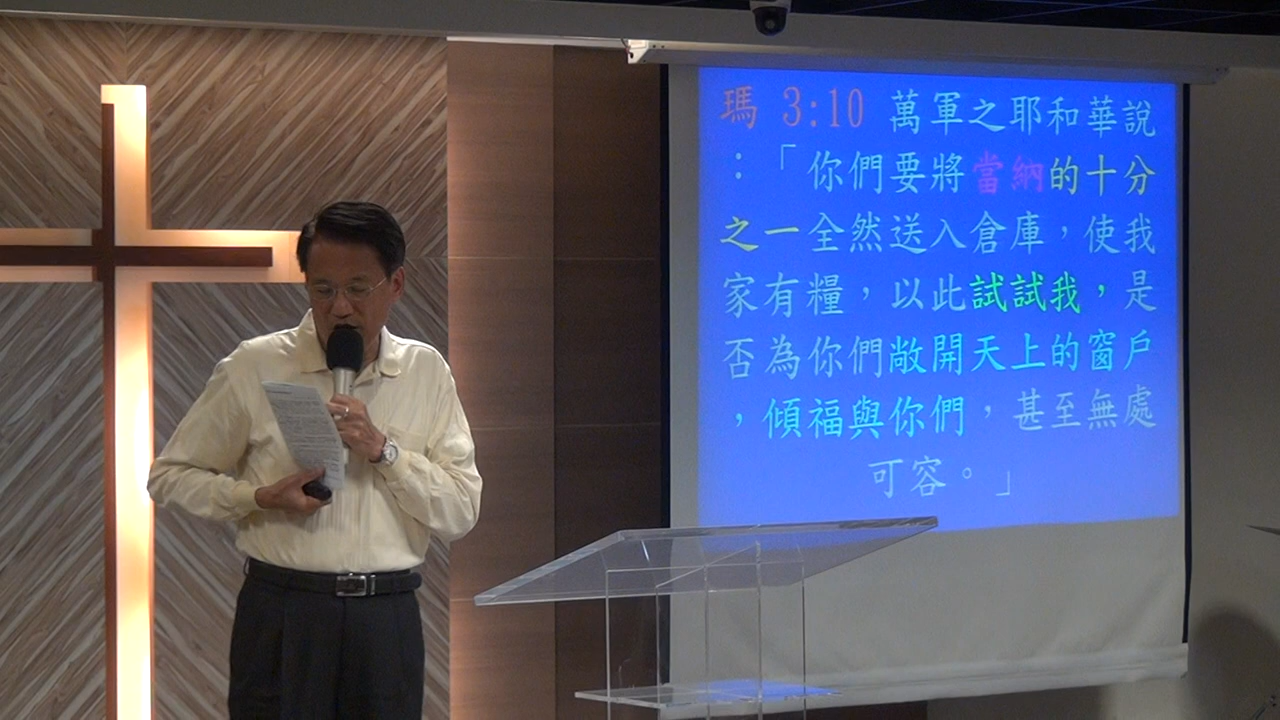 瑪 3:10 萬軍之耶和華說
：「你們要將當納的十分
之一全然送入倉庫，使我
家有糧，以此試試我，是
否為你們敞開天上的窗戶
，傾福與你們，甚至無處
可容。」